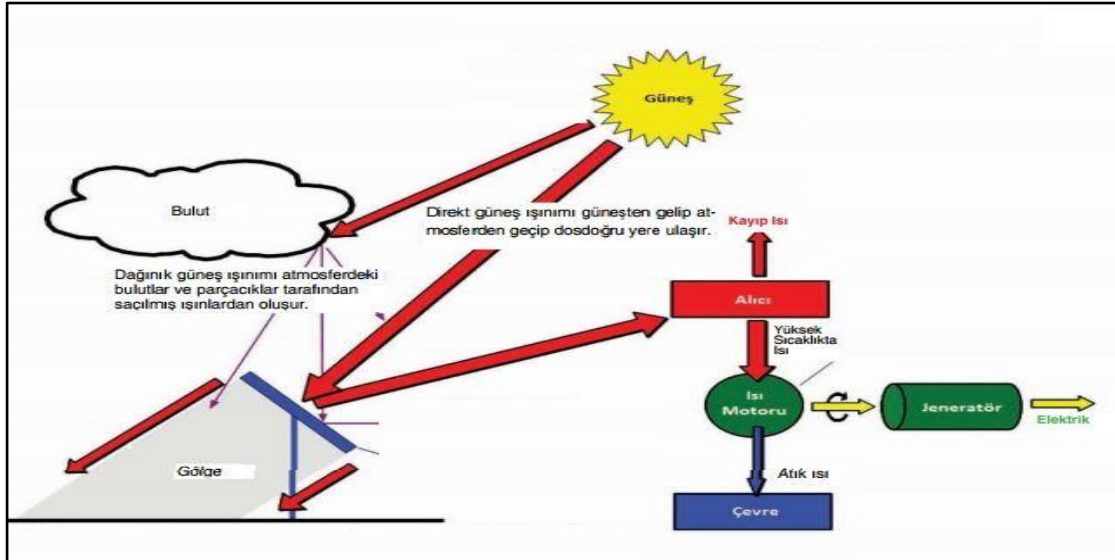 Güneş
Bulut
Direkt güneş ışınımı güneşten gelip at-
mosferden geçip dosdoğru yere ulaşır.
Kayıp Isı
Dağınık güneş ışınımı atmosferdeki
bulutlar ve parçacıklar tarafından
saçılmış ışınlardan oluşur.
Alıcı
Yüksek
Sıcaklıkta
Isı
Isı
Motoru
Jeneratör
Elektrik
Gölge
Atık ısı
Çevre